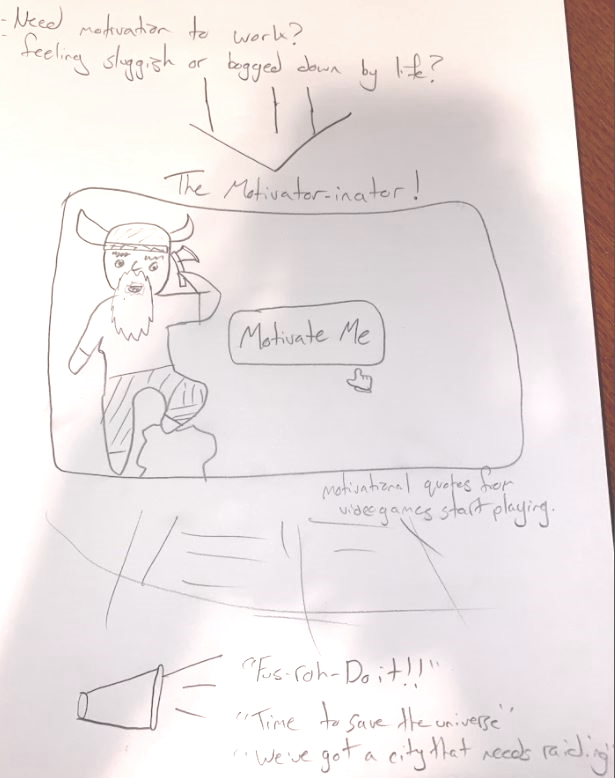 - Need motivation to work?
- feeling sluggish or bogged down by life?
The Motivator-inator!
Motivate Me
motivational quotes from
videogames start playing.
"Fus-roh-Do it!!"
"Time to save the universe"
"We've got a city that needs raiding"